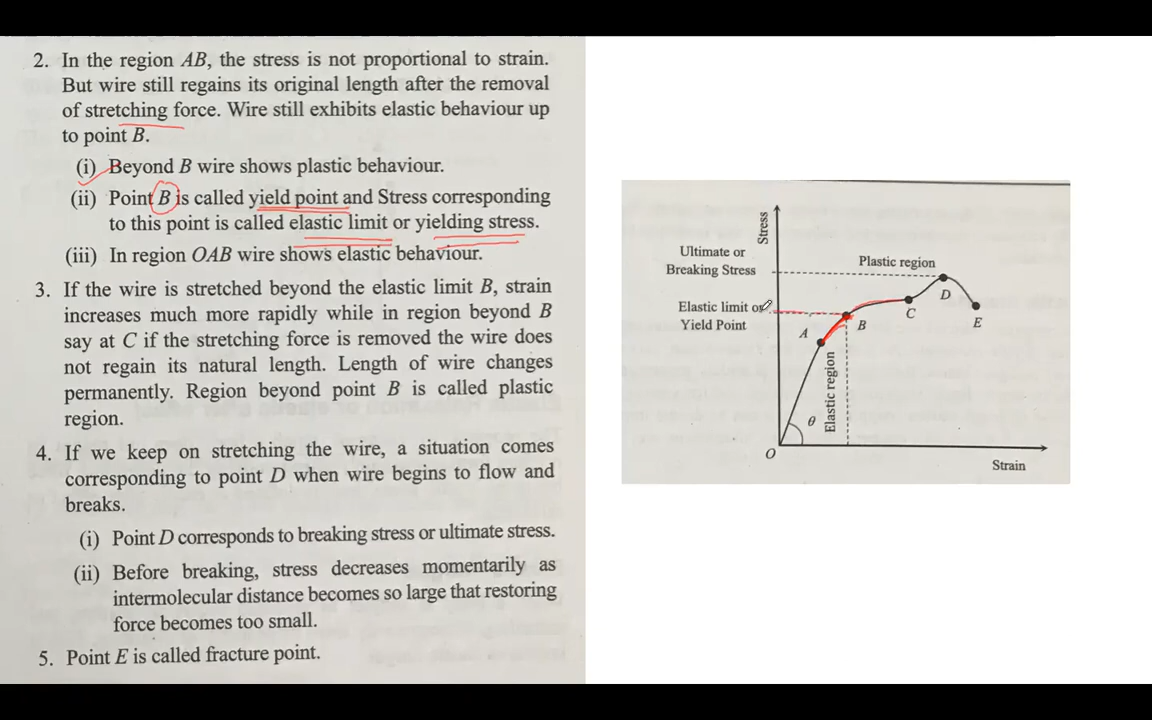 2. In the region AB, the stress is not proportional to strain.
But wire still regains its original length after the removal
of stretching force. Wire still exhibits elastic behaviour up
to point B.
(i) Beyond B wire shows plastic behaviour.
(ii) Point B is called yield point and Stress corresponding
to this point is called elastic limit or yielding stress.
(iii) In region OAB wire shows elastic behaviour.
3. If the wire is stretched beyond the elastic limit B, strain
increases much more rapidly while in region beyond B
say at C if the stretching force is removed the wire does
not regain its natural length. Length of wire changes
permanently. Region beyond point B is called plastic
region.
4. If we keep on stretching the wire, a situation comes
corresponding to point D when wire begins to flow and
breaks.
(i) Point D corresponds to breaking stress or ultimate stress.
(ii) Before breaking, stress decreases momentarily as
intermolecular distance becomes so large that restoring
force becomes too small.
5. Point E is called fracture point.
Stress
Ultimate or
Breaking Stress
Plastic region
Elastic limit or
Yield Point
A
B
C
D
E
Elastic region
θ
O
Strain